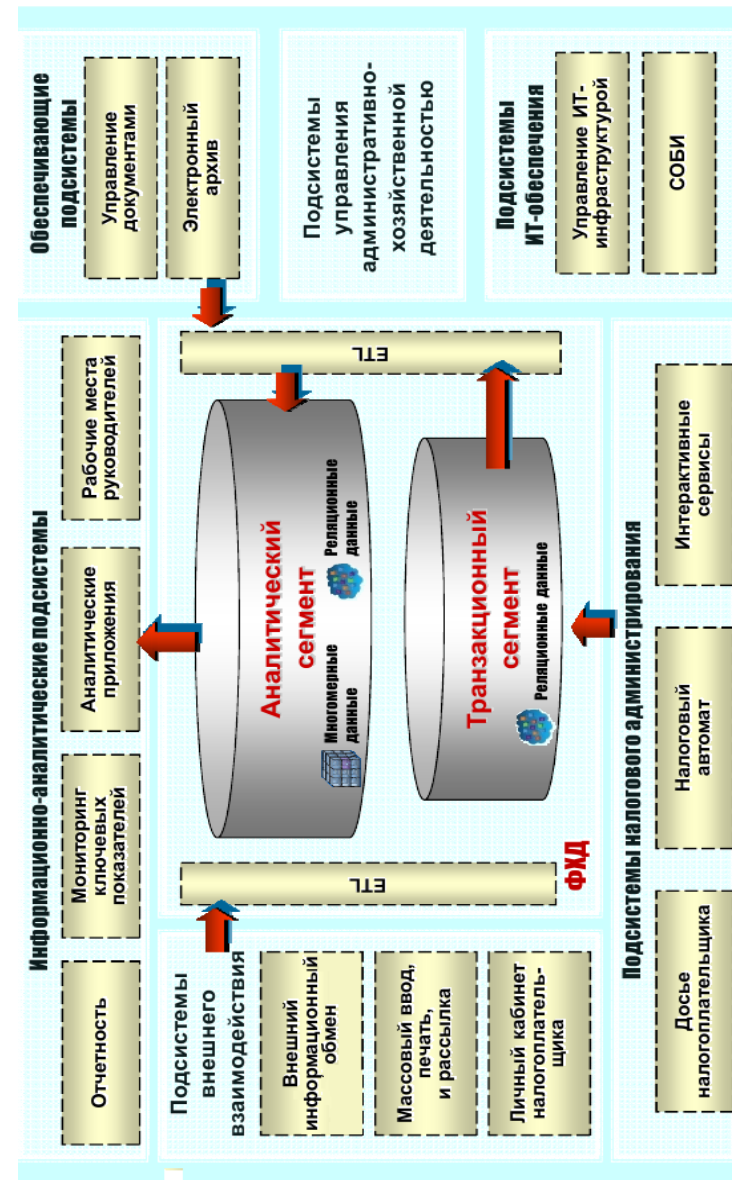 Информационно-аналитические подсистемы
Отчетность
Мониторинг
ключевых
показателей
Аналитические
приложения
Рабочие места
руководителей
Обеспечивающие
подсистемы
Управление
документами
Электронный
архив
Подсистемы
внешнего
взаимодействия
Внешний
информационный
обмен
Массовый ввод,
печать,
и рассылка
Личный кабинет
налогоплатель-
щика
ETL
Аналитический
сегмент
Многомерные
данные
Реляционные
данные
Транзакционный
сегмент
Реляционные данные
ETL
ФХД
Подсистемы
управления
административно-
хозяйственной
деятельностью
Подсистемы
ИТ-обеспечения
Управление ИТ-
инфраструктурой
СОБИ
Подсистемы налогового администрирования
Досье
налогоплательщика
Налоговый
автомат
Интерактивные
сервисы